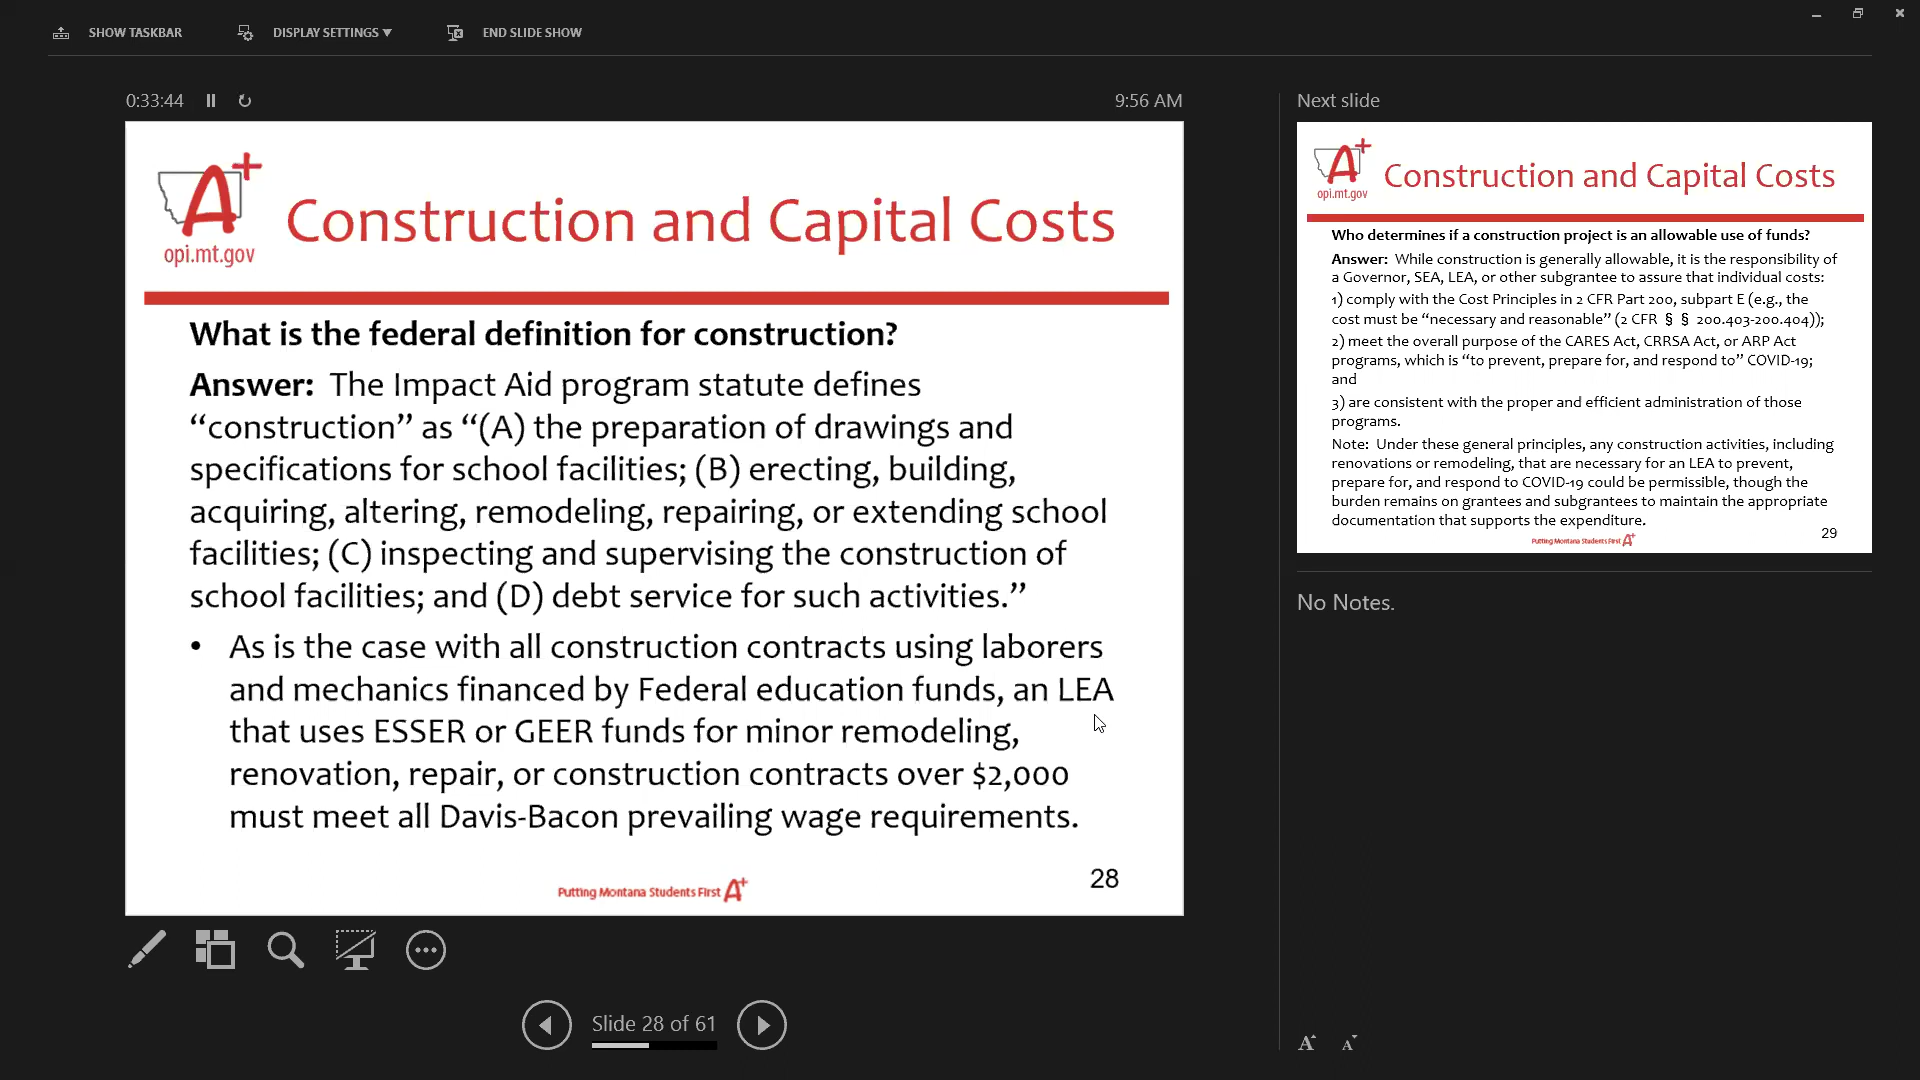 SHOW TASKBAR
DISPLAY SETTINGS ▼
END SLIDE SHOW
0:33:44
9:56 AM
A+
opi.mt.gov
Construction and Capital Costs
What is the federal definition for construction?
Answer: The Impact Aid program statute defines
“construction” as “(A) the preparation of drawings and
specifications for school facilities; (B) erecting, building,
acquiring, altering, remodeling, repairing, or extending school
facilities; (C) inspecting and supervising the construction of
school facilities; and (D) debt service for such activities.”
• As is the case with all construction contracts using laborers
and mechanics financed by Federal education funds, an LEA
that uses ESSER or GEER funds for minor remodeling,
renovation, repair, or construction contracts over $2,000
must meet all Davis-Bacon prevailing wage requirements.
Putting Montana Students First A+
28
Slide 28 of 61
Next slide
A+
opi.mt.gov
Construction and Capital Costs
Who determines if a construction project is an allowable use of funds?
Answer: While construction is generally allowable, it is the responsibility of
a Governor, SEA, LEA, or other subgrantee to assure that individual costs:
1) comply with the Cost Principles in 2 CFR Part 200, subpart E (e.g., the
cost must be “necessary and reasonable” (2 CFR § § 200.403-200.404));
2) meet the overall purpose of the CARES Act, CRRSA Act, or ARP Act
programs, which is “to prevent, prepare for, and respond to” COVID-19;
and
3) are consistent with the proper and efficient administration of those
programs.
Note: Under these general principles, any construction activities, including
renovations or remodeling, that are necessary for an LEA to prevent,
prepare for, and respond to COVID-19 could be permissible, though the
burden remains on grantees and subgrantees to maintain the appropriate
documentation that supports the expenditure.
Putting Montana Students First A+
29
No Notes.
A A